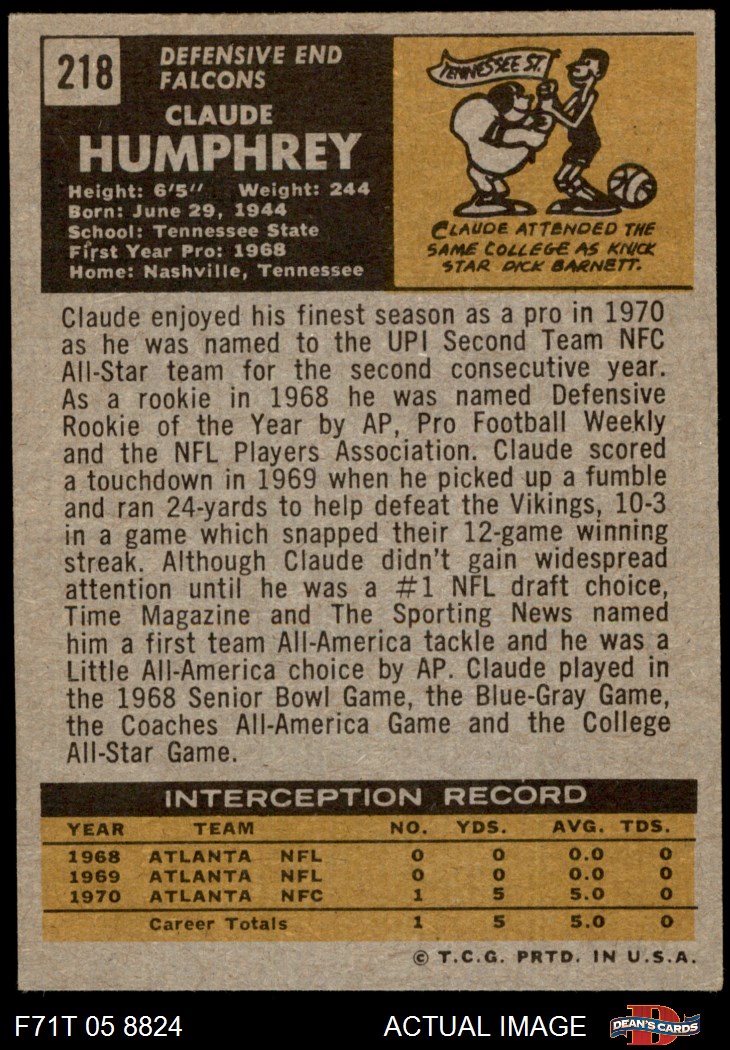 218
DEFENSIVE END
FALCONS
CLAUDE
HUMPHREY
Height: 6'5" Weight: 244
Born: June 29, 1944
School: Tennessee State
First Year Pro: 1968
Home: Nashville, Tennessee
TENNESSEE ST.
CLAUDE ATTENDED THE
SAME COLLEGE AS KNICK
STAR DICK BARNETT.
Claude enjoyed his finest season as a pro in 1970
as he was named to the UPI Second Team NFC
All-Star team for the second consecutive year.
As a rookie in 1968 he was named Defensive
Rookie of the Year by AP, Pro Football Weekly
and the NFL Players Association. Claude scored
a touchdown in 1969 when he picked up a fumble
and ran 24-yards to help defeat the Vikings, 10-3
in a game which snapped their 12-game winning
streak. Although Claude didn't gain widespread
attention until he was a #1 NFL draft choice,
Time Magazine and The Sporting News named
him a first team All-America tackle and he was a
Little All-America choice by AP. Claude played in
the 1968 Senior Bowl Game, the Blue-Gray Game,
the Coaches All-America Game and the College
All-Star Game.
INTERCEPTION RECORD
YEAR TEAM NO. YDS. AVG. TDS.
1968 ATLANTA NFL 0 0 0.0 0
1969 ATLANTA NFL 0 0 0.0 0
1970 ATLANTA NFC 1 5 5.0 0
Career Totals 1 5 5.0 0
© T.C.G. PRTD. IN U.S.A.
F71T 05 8824 ACTUAL IMAGE D DEAN'S CARDS